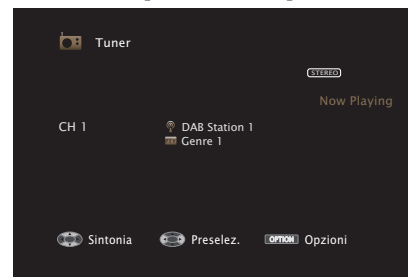 Tuner
STEREO
Now Playing
CH 1
DAB Station 1
Genre 1
Sintonia Preselez. OPTION Opzioni